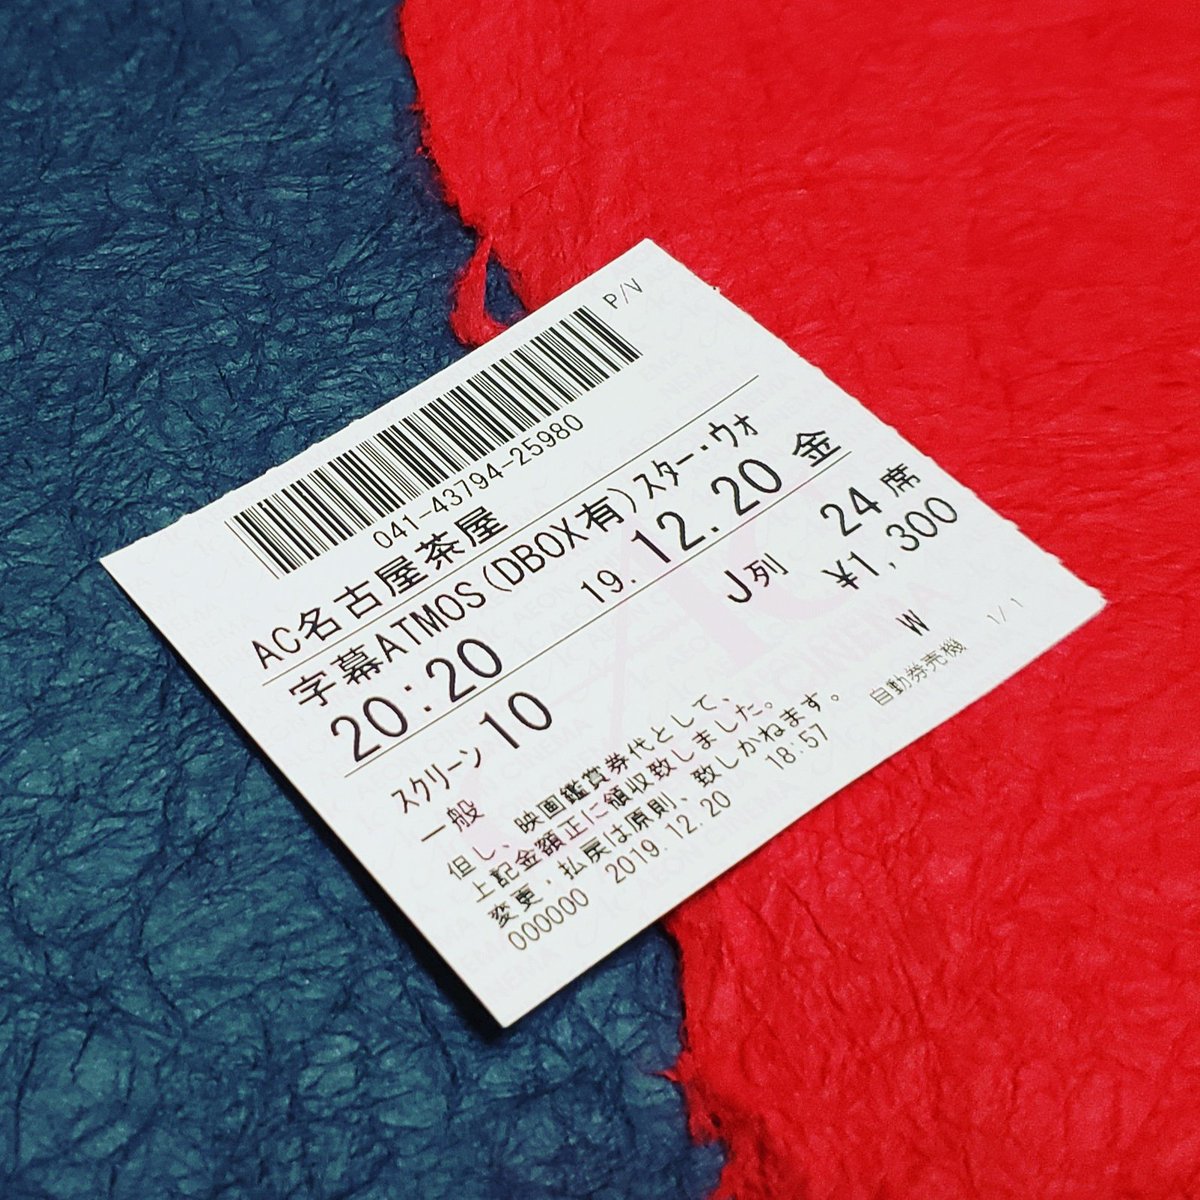 P/V
041-43794-25980
AC名古屋茶屋
字幕ATMOS(DBOX有)スター・ウォ
20:20 19.12.20 金
スクリーン 10 J列 24席
一般 ¥1,300
但し、映画鑑賞券代として、 W
上記金額正に領収致しました。
変更・払戻は原則、致しかねます。 自動券売機 1/1
000000 2019.12.20 18:57